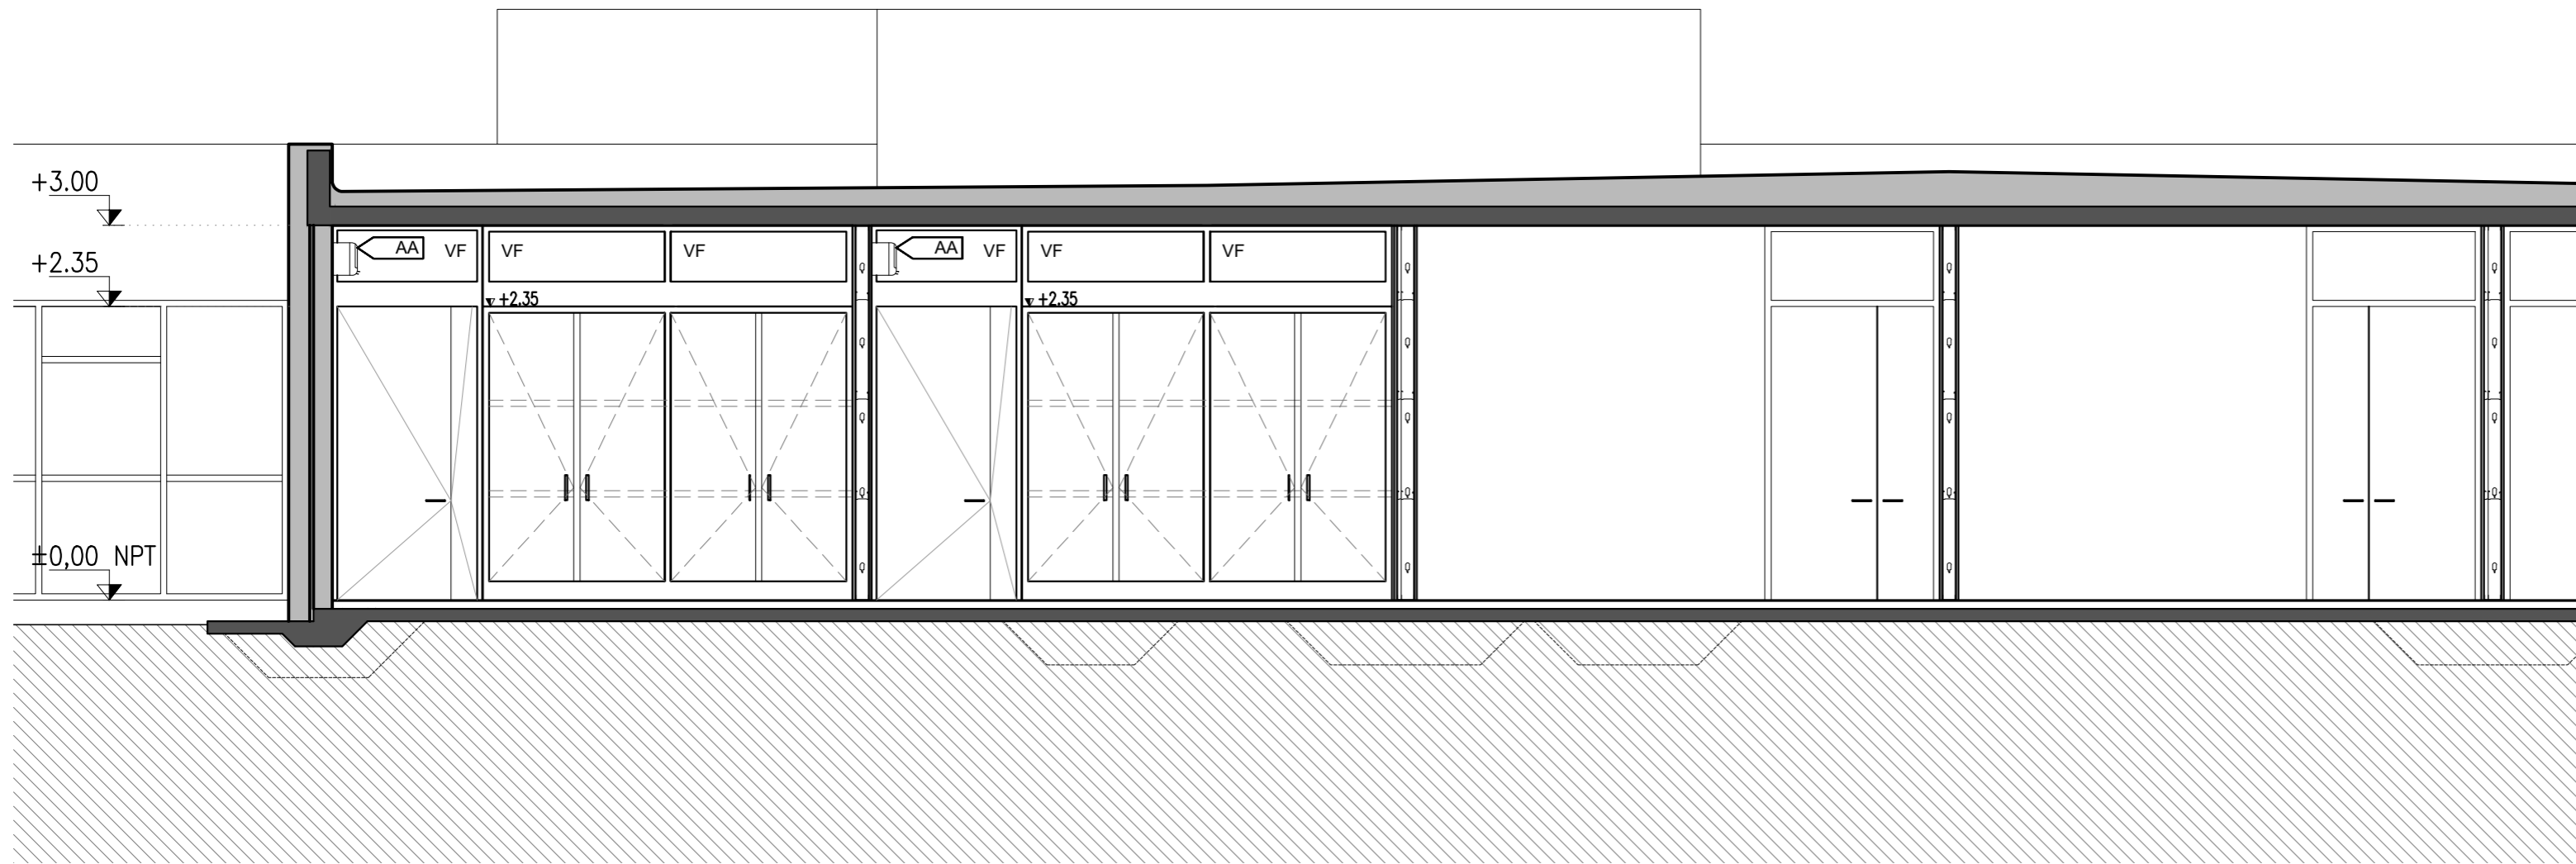 +3.00
+2.35
±0,00 NPT
AA VF VF VF AA VF VF VF
+2.35 +2.35